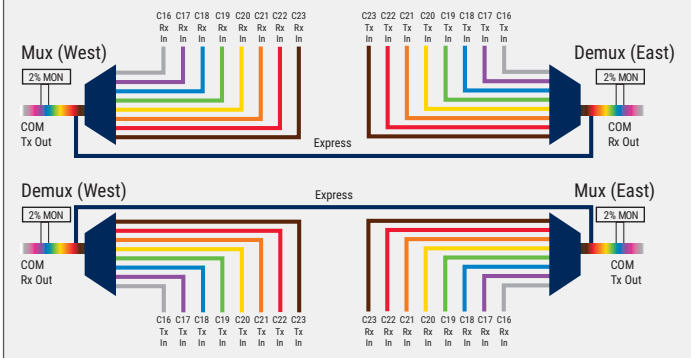 C16 C17 C18 C19 C20 C21 C22 C23
Rx Rx Rx Rx Rx Rx Rx Rx
In In In In In In In In
C23 C22 C21 C20 C19 C18 C17 C16
Tx Tx Tx Tx Tx Tx Tx Tx
In In In In In In In In
Mux (West)
Demux (East)
2% MON
2% MON
COM
Tx Out
COM
Rx Out
Express
Demux (West)
Express
Mux (East)
2% MON
2% MON
COM
Rx Out
COM
Tx Out
C16 C17 C18 C19 C20 C21 C22 C23
Tx Tx Tx Tx Tx Tx Tx Tx
In In In In In In In In
C23 C22 C21 C20 C19 C18 C17 C16
Rx Rx Rx Rx Rx Rx Rx Rx
In In In In In In In In